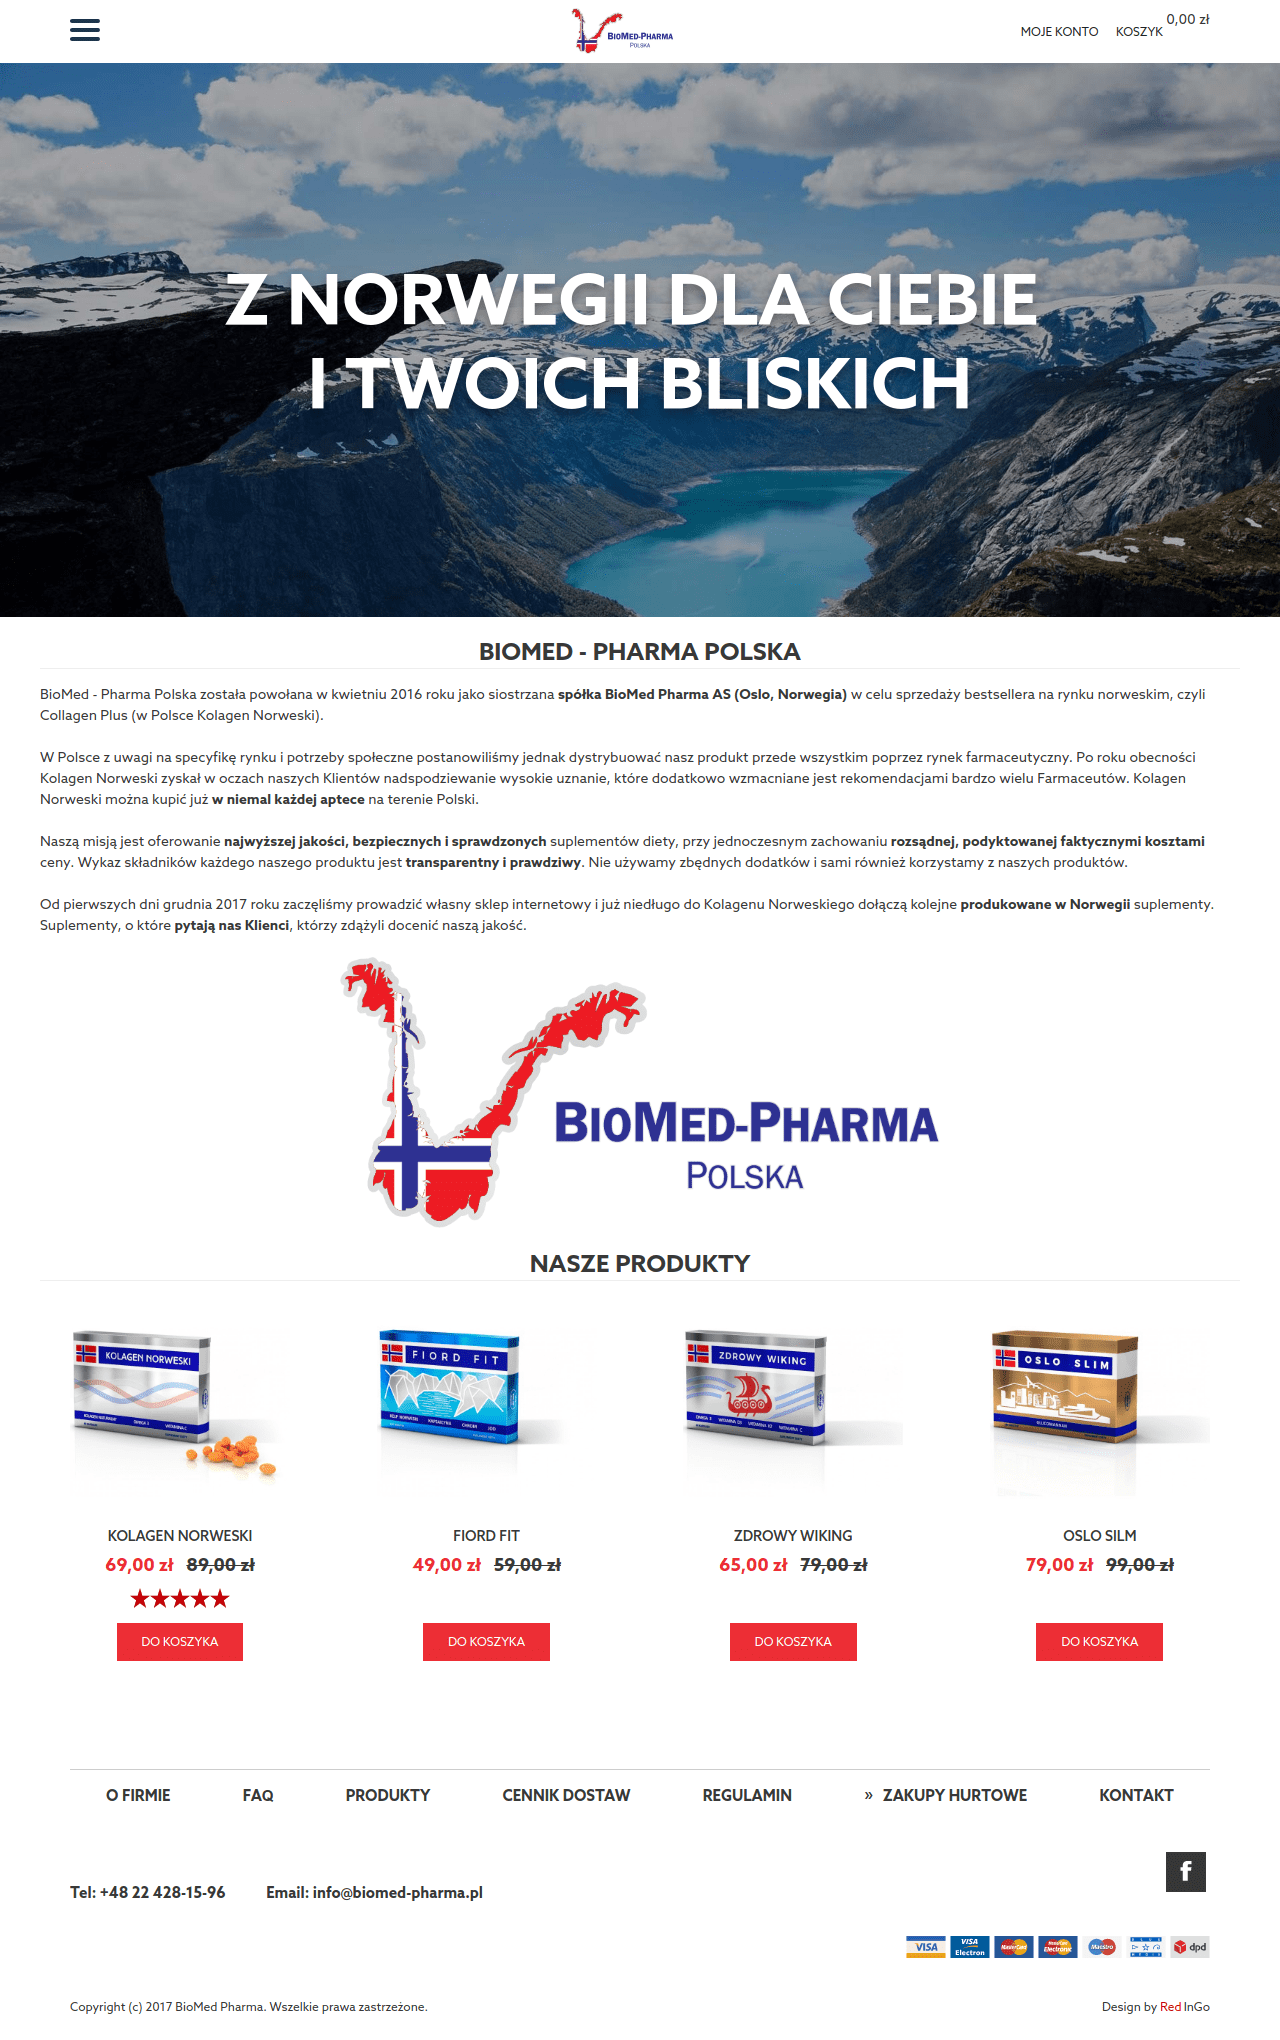 BIOMED-PHARMA
POLSKA
MOJE KONTO KOSZYK 0,00 zł
Z NORWEGII DLA CIEBIE
I TWOICH BLISKICH
BIOMED - PHARMA POLSKA
BioMed - Pharma Polska została powołana w kwietniu 2016 roku jako siostrzana spółka BioMed Pharma AS (Oslo, Norwegia) w celu sprzedaży bestsellera na rynku norweskim, czyli
Collagen Plus (w Polsce Kolagen Norweski).
W Polsce z uwagi na specyfikę rynku i potrzeby społeczne postanowiliśmy jednak dystrybuować nasz produkt przede wszystkim poprzez rynek farmaceutyczny. Po roku obecności
Kolagen Norweski zyskał w oczach naszych Klientów nadspodziewanie wysokie uznanie, które dodatkowo wzmacniane jest rekomendacjami bardzo wielu Farmaceutów. Kolagen
Norweski można kupić już w niemal każdej aptece na terenie Polski.
Naszą misją jest oferowanie najwyższej jakości, bezpiecznych i sprawdzonych suplementów diety, przy jednoczesnym zachowaniu rozsądnej, podyktowanej faktycznymi kosztami
ceny. Wykaz składników każdego naszego produktu jest transparentny i prawdziwy. Nie używamy zbędnych dodatków i sami również korzystamy z naszych produktów.
Od pierwszych dni grudnia 2017 roku zaczęliśmy prowadzić własny sklep internetowy i już niedługo do Kolagenu Norweskiego dołączą kolejne produkowane w Norwegii suplementy.
Suplementy, o które pytają nas Klienci, którzy zdążyli docenić naszą jakość.
BIOMED-PHARMA
POLSKA
NASZE PRODUKTY
KOLAGEN NORWESKI
FIORD FIT
ZDROWY WIKING
OSLO SLIM
KOLAGEN NORWESKI FIORD FIT ZDROWY WIKING OSLO SILM
69,00 zł 89,00 zł 49,00 zł 59,00 zł 65,00 zł 79,00 zł 79,00 zł 99,00 zł
DO KOSZYKA DO KOSZYKA DO KOSZYKA DO KOSZYKA
O FIRMIE FAQ PRODUKTY CENNIK DOSTAW REGULAMIN » ZAKUPY HURTOWE KONTAKT
f
Tel: +48 22 428-15-96 Email: info@biomed-pharma.pl
VISA VISA Electron MasterCard MasterCard Electronic Maestro dpd
Copyright (c) 2017 BioMed Pharma. Wszelkie prawa zastrzeżone. Design by Red InGo